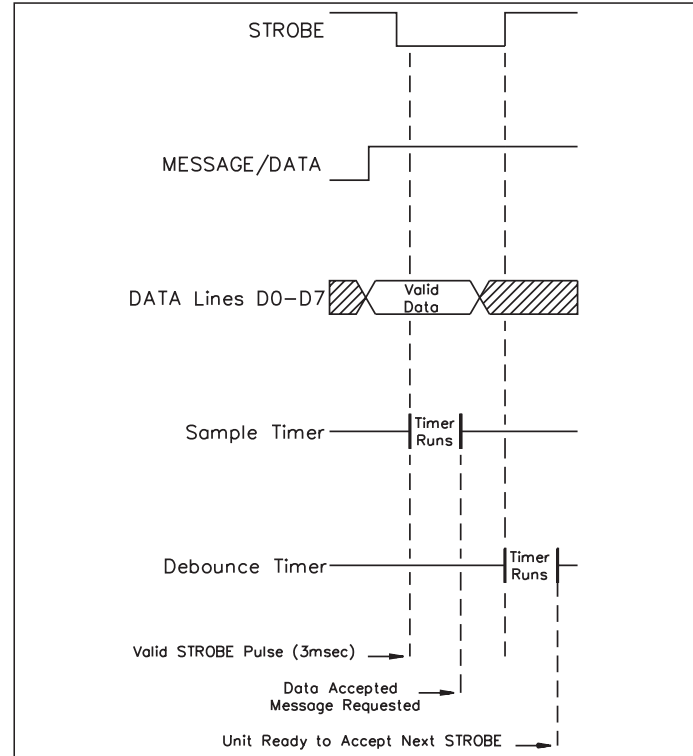 STROBE
MESSAGE/DATA
DATA Lines D0-D7
Valid
Data
Sample Timer
Timer
Runs
Debounce Timer
Timer
Runs
Valid STROBE Pulse (3msec)
Data Accepted
Message Requested
Unit Ready to Accept Next STROBE